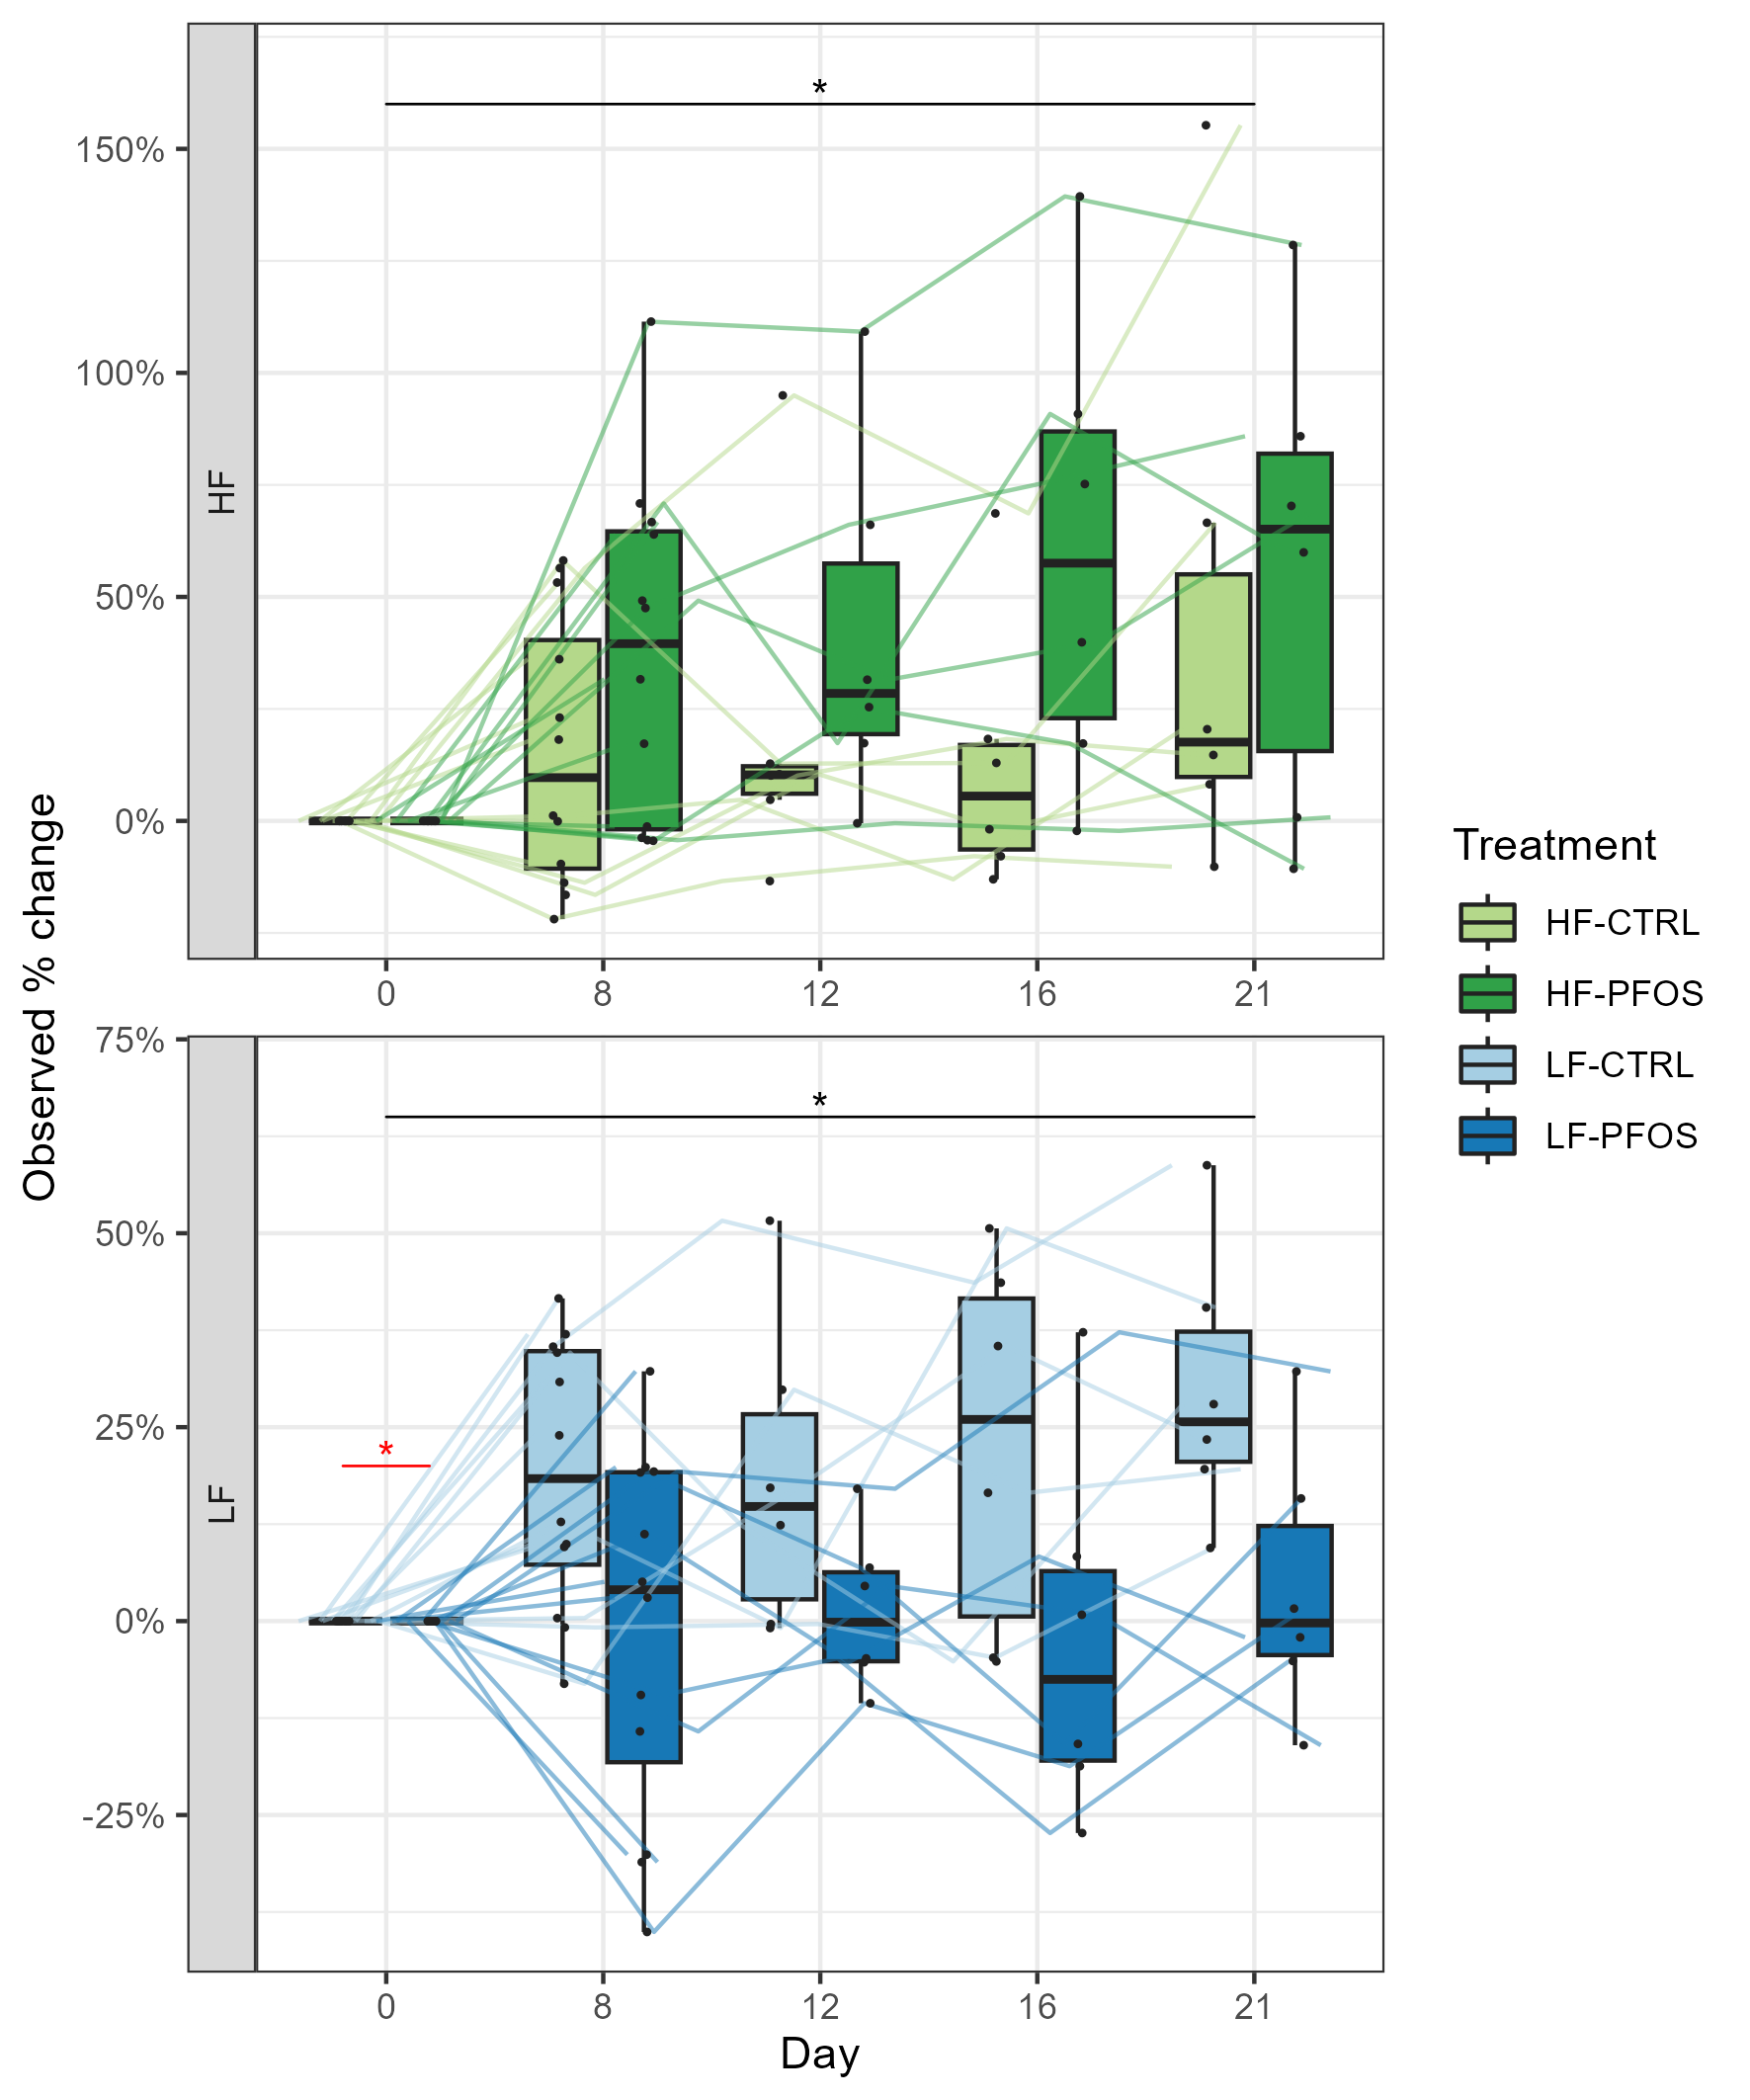 Observed % change
HF
*
150%
100%
50%
0%
0 8 12 16 21
LF
75%
*
50%
25%
*
0%
-25%
0 8 12 16 21
Day
Treatment
HF-CTRL
HF-PFOS
LF-CTRL
LF-PFOS